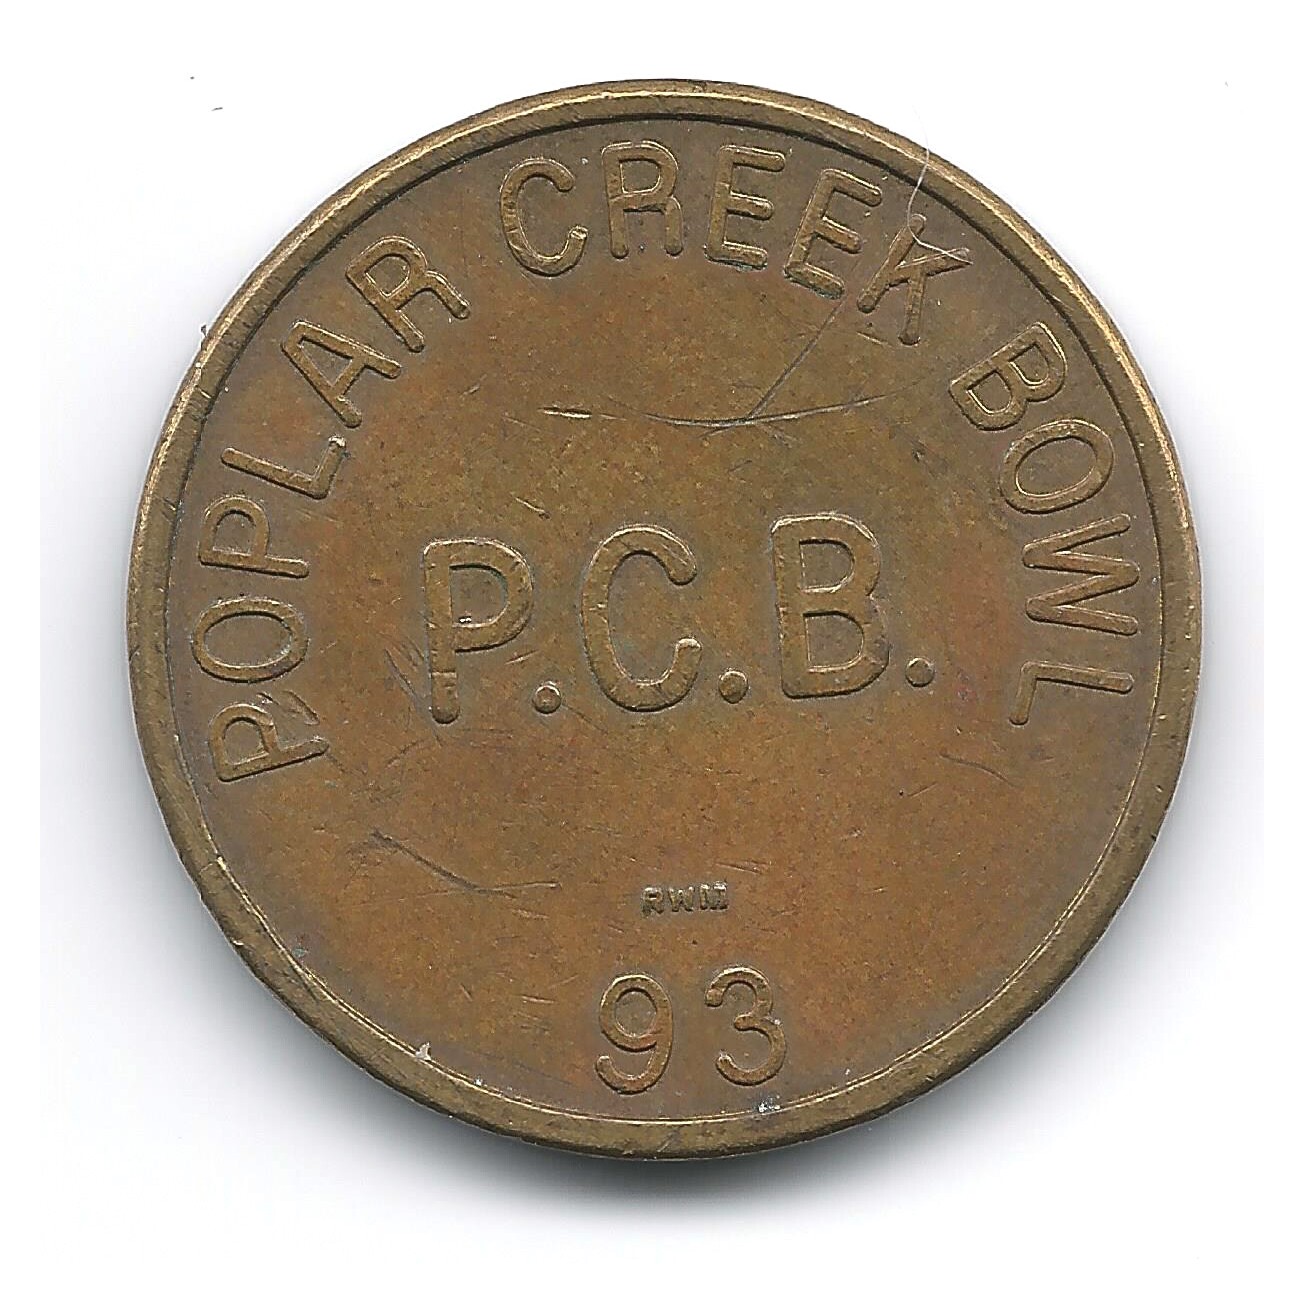 POPLAR CREEK BOWL
P.C.B.
RWM
93